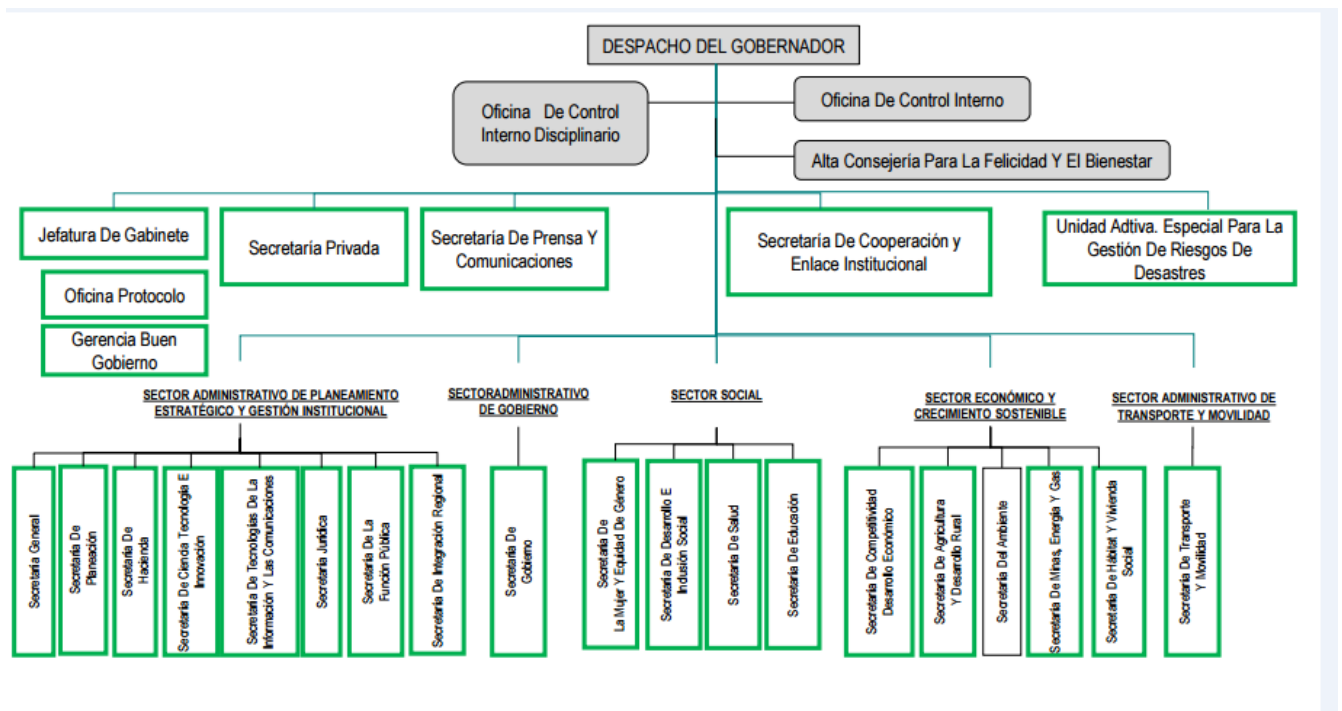 DESPACHO DEL GOBERNADOR
Oficina De Control
Interno Disciplinario
Oficina De Control Interno
Alta Consejería Para La Felicidad Y El Bienestar
Jefatura De Gabinete
Secretaría Privada
Secretaría De Prensa Y
Comunicaciones
Secretaría De Cooperación y
Enlace Institucional
Unidad Adtiva. Especial Para La
Gestión De Riesgos De
Desastres
Oficina Protocolo
Gerencia Buen
Gobierno
SECTOR ADMINISTRATIVO DE PLANEAMIENTO
ESTRATÉGICO Y GESTIÓN INSTITUCIONAL
SECTORADMINISTRATIVO
DE GOBIERNO
SECTOR SOCIAL
SECTOR ECONÓMICO Y
CRECIMIENTO SOSTENIBLE
SECTOR ADMINISTRATIVO DE
TRANSPORTE Y MOVILIDAD
Secretaría General
Secretaría De
Planeación
Secretaría De
Hacienda
Secretaría De Ciencia Tecnología E
Innovación
Secretaría De Tecnologías De La
Información Y Las Comunicaciones
Secretaría Jurídica
Secretaría De La
Función Pública
Secretaría De Integración Regional
Secretaría De
Gobierno
Secretaría De
La Mujer Y Equidad De Género
Secretaría De Desarrollo E
Inclusión Social
Secretaría De Salud
Secretaría De Educación
Secretaría De Competitividad
Desarrollo Económico
Secretaría De Agricultura
Y Desarrollo Rural
Secretaría Del Ambiente
Secretaría De Minas, Energía Y Gas
Secretaría De Hábitat Y Vivienda
Social
Secretaría De Transporte
Y Movilidad